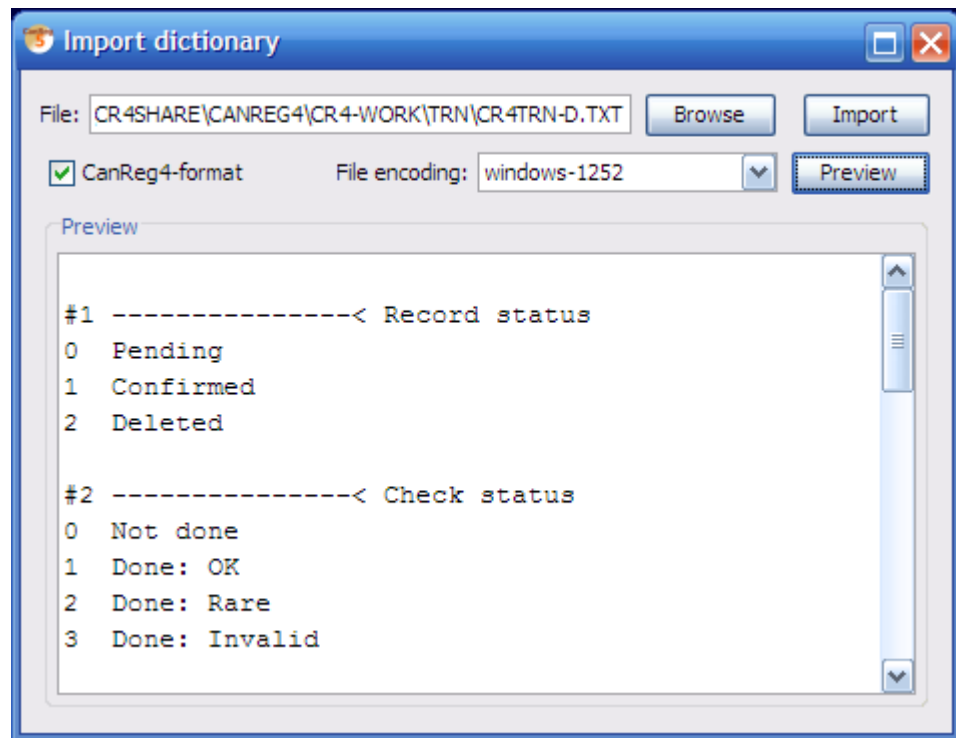 Import dictionary
File: CR4SHARE\CANREG4\CR4-WORK\TRN\CR4TRN-D.TXT Browse Import
CanReg4-format File encoding: windows-1252 Preview
Preview
#1 ---------------< Record status
0 Pending
1 Confirmed
2 Deleted
#2 ---------------< Check status
0 Not done
1 Done: OK
2 Done: Rare
3 Done: Invalid